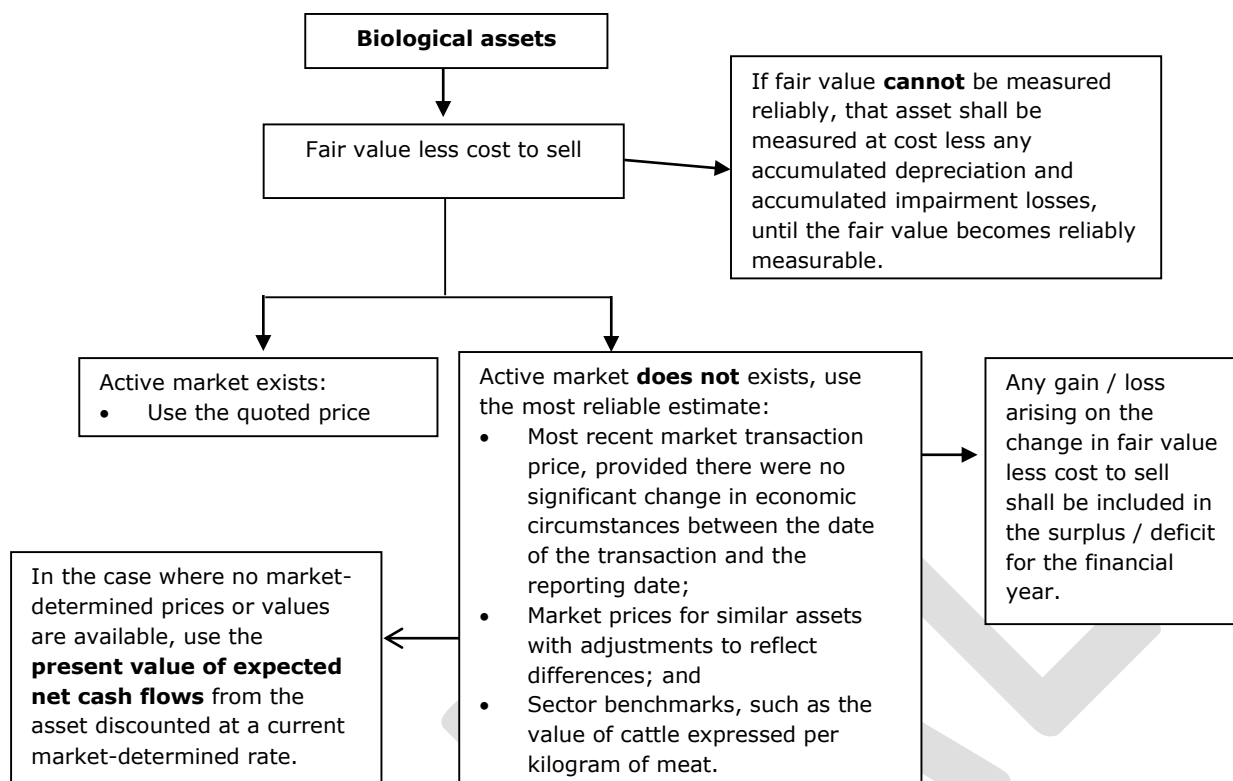 Biological assets
Fair value less cost to sell
If fair value cannot be measured
reliably, that asset shall be
measured at cost less any
accumulated depreciation and
accumulated impairment losses,
until the fair value becomes reliably
measurable.
Active market exists:
• Use the quoted price
Active market does not exists, use
the most reliable estimate:
• Most recent market transaction
price, provided there were no
significant change in economic
circumstances between the date
of the transaction and the
reporting date;
• Market prices for similar assets
with adjustments to reflect
differences; and
• Sector benchmarks, such as the
value of cattle expressed per
kilogram of meat.
Any gain / loss
arising on the
change in fair value
less cost to sell
shall be included in
the surplus / deficit
for the financial
year.
In the case where no market-
determined prices or values
are available, use the
present value of expected
net cash flows from the
asset discounted at a current
market-determined rate.